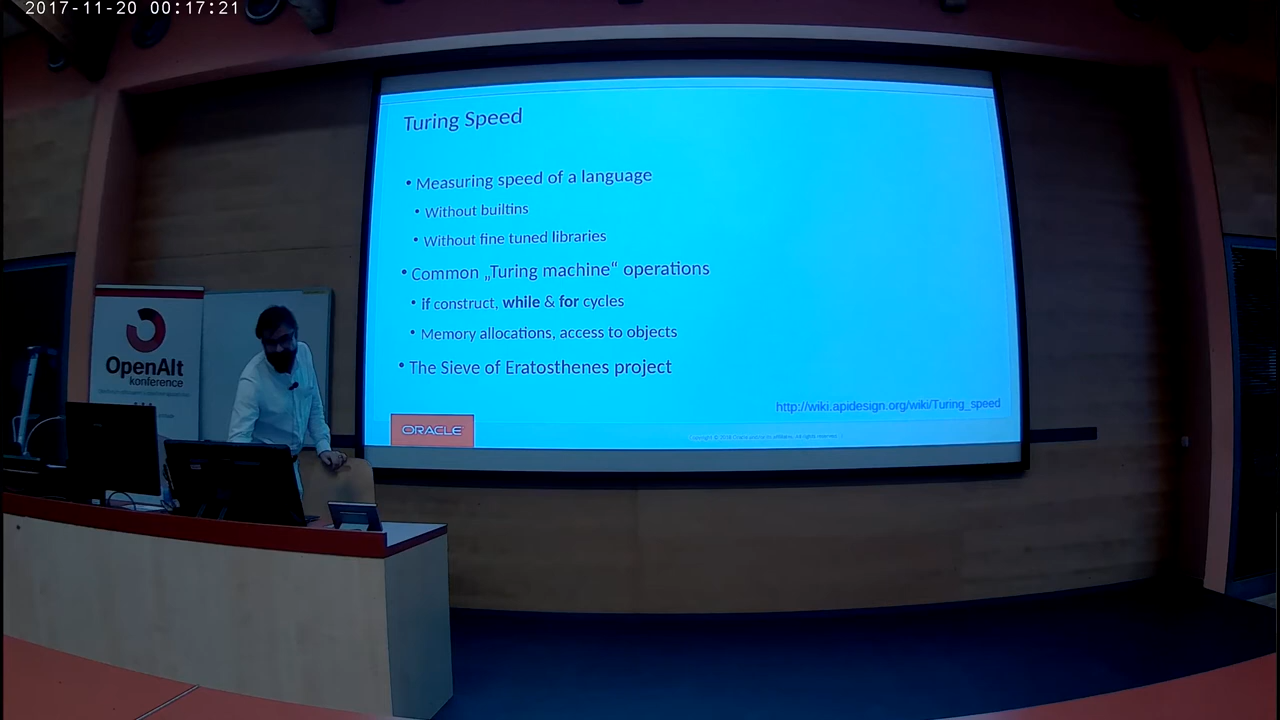 2017-11-20 00:17:21
Turing Speed
• Measuring speed of a language
• Without builtins
• Without fine tuned libraries
• Common „Turing machine“ operations
• if construct, while & for cycles
• Memory allocations, access to objects
• The Sieve of Eratosthenes project
http://wiki.apidesign.org/wiki/Turing_speed
ORACLE
OpenAlt
konference